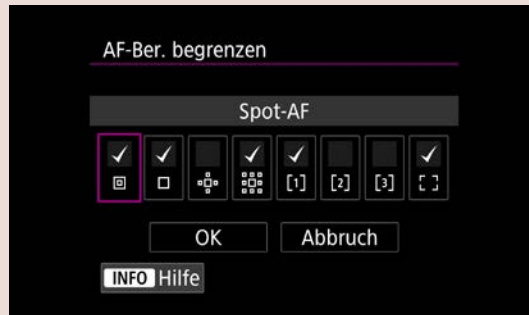 AF-Ber. begrenzen
Spot-AF
[1] [2] [3] [ ]
OK Abbruch
INFO Hilfe